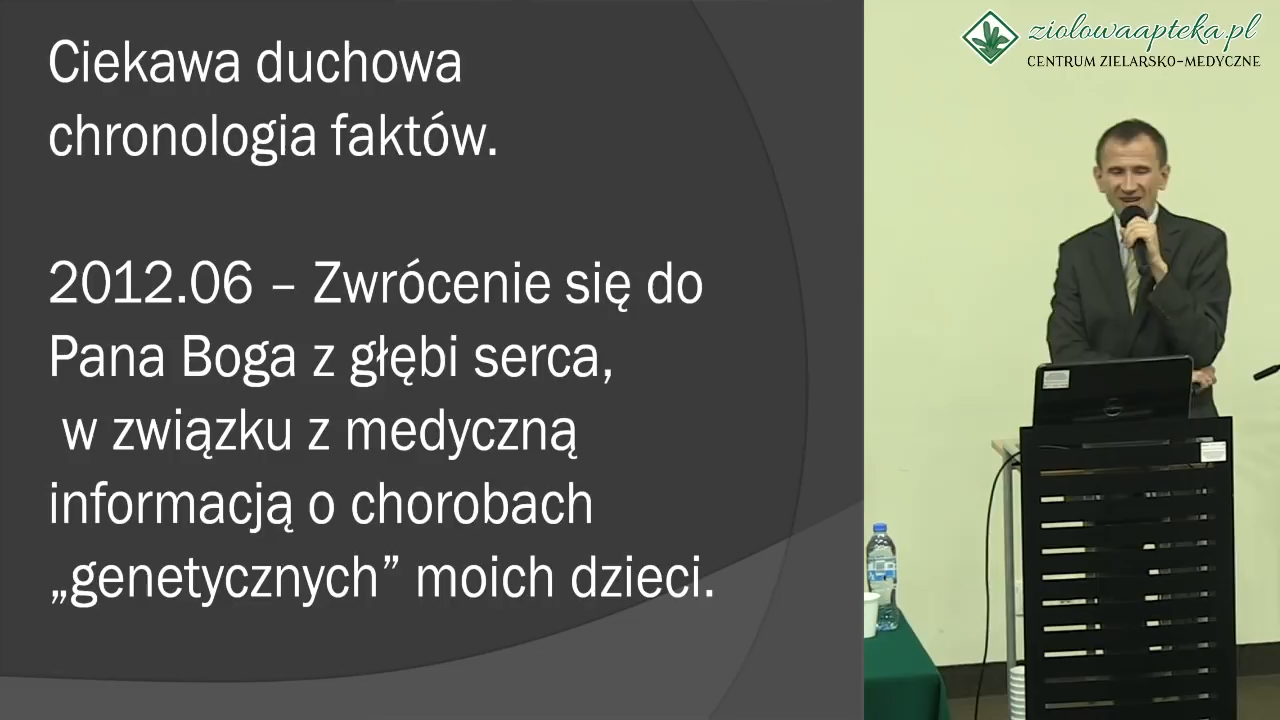 Ciekawa duchowa
chronologia faktów.
2012.06 – Zwrócenie się do
Pana Boga z głębi serca,
w związku z medyczną
informacją o chorobach
„genetycznych” moich dzieci.
ziolowaapteka.pl
CENTRUM ZIELARSKO-MEDYCZNE